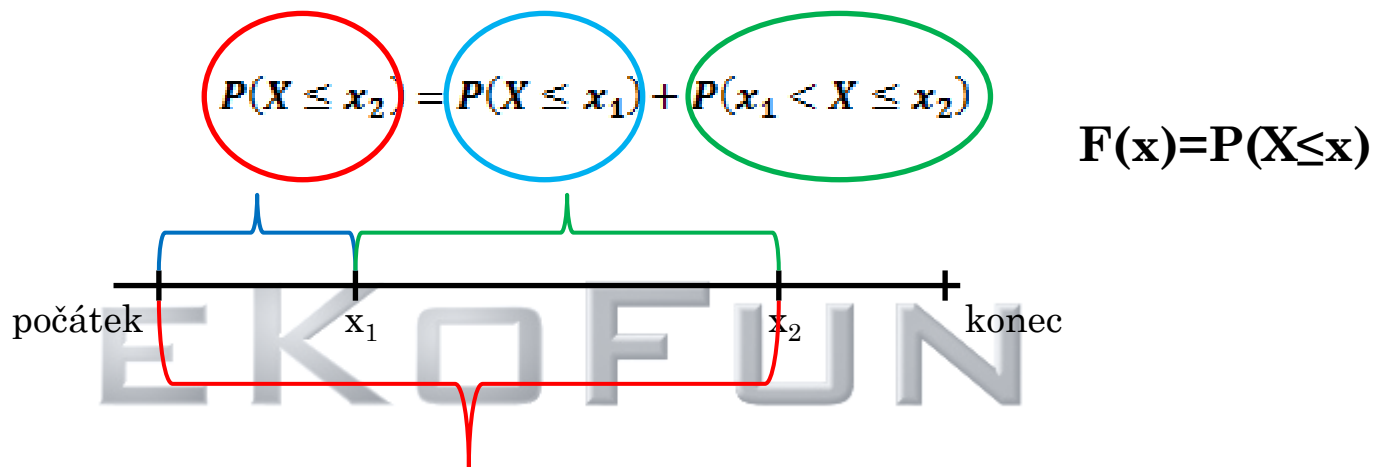 P(X ≤ x₂) = P(X ≤ x₁) + P(x₁ < X ≤ x₂)
F(x)=P(X≤x)
počátek x₁ x₂ konec
EKOFUN